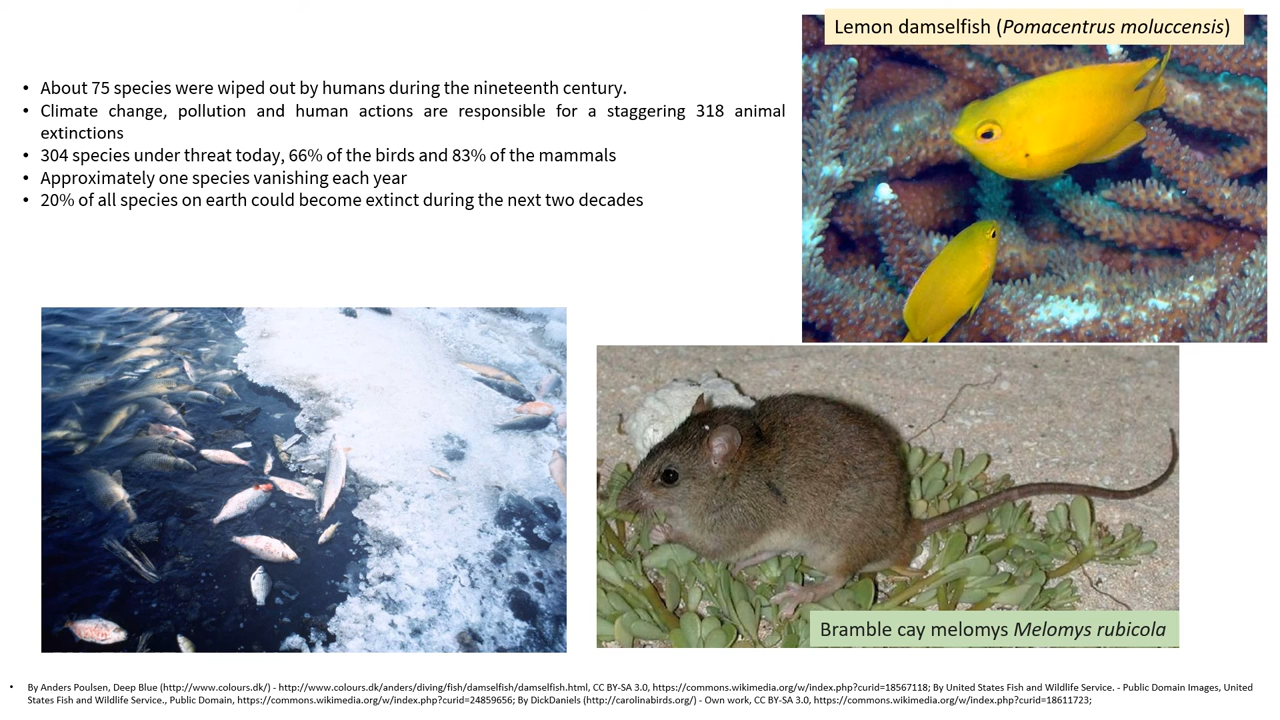 Lemon damselfish (Pomacentrus moluccensis)
• About 75 species were wiped out by humans during the nineteenth century.
• Climate change, pollution and human actions are responsible for a staggering 318 animal
extinctions
• 304 species under threat today, 66% of the birds and 83% of the mammals
• Approximately one species vanishing each year
• 20% of all species on earth could become extinct during the next two decades
Bramble cay melomys Melomys rubicola
• By Anders Poulsen, Deep Blue (http://www.colours.dk/) - http://www.colours.dk/anders/diving/fish/damselfish/damselfish.html, CC BY-SA 3.0, https://commons.wikimedia.org/w/index.php?curid=18567118; By United States Fish and Wildlife Service. - Public Domain Images, United
States Fish and Wildlife Service., Public Domain, https://commons.wikimedia.org/w/index.php?curid=24859656; By DickDaniels (http://carolinabirds.org/) - Own work, CC BY-SA 3.0, https://commons.wikimedia.org/w/index.php?curid=18611723;